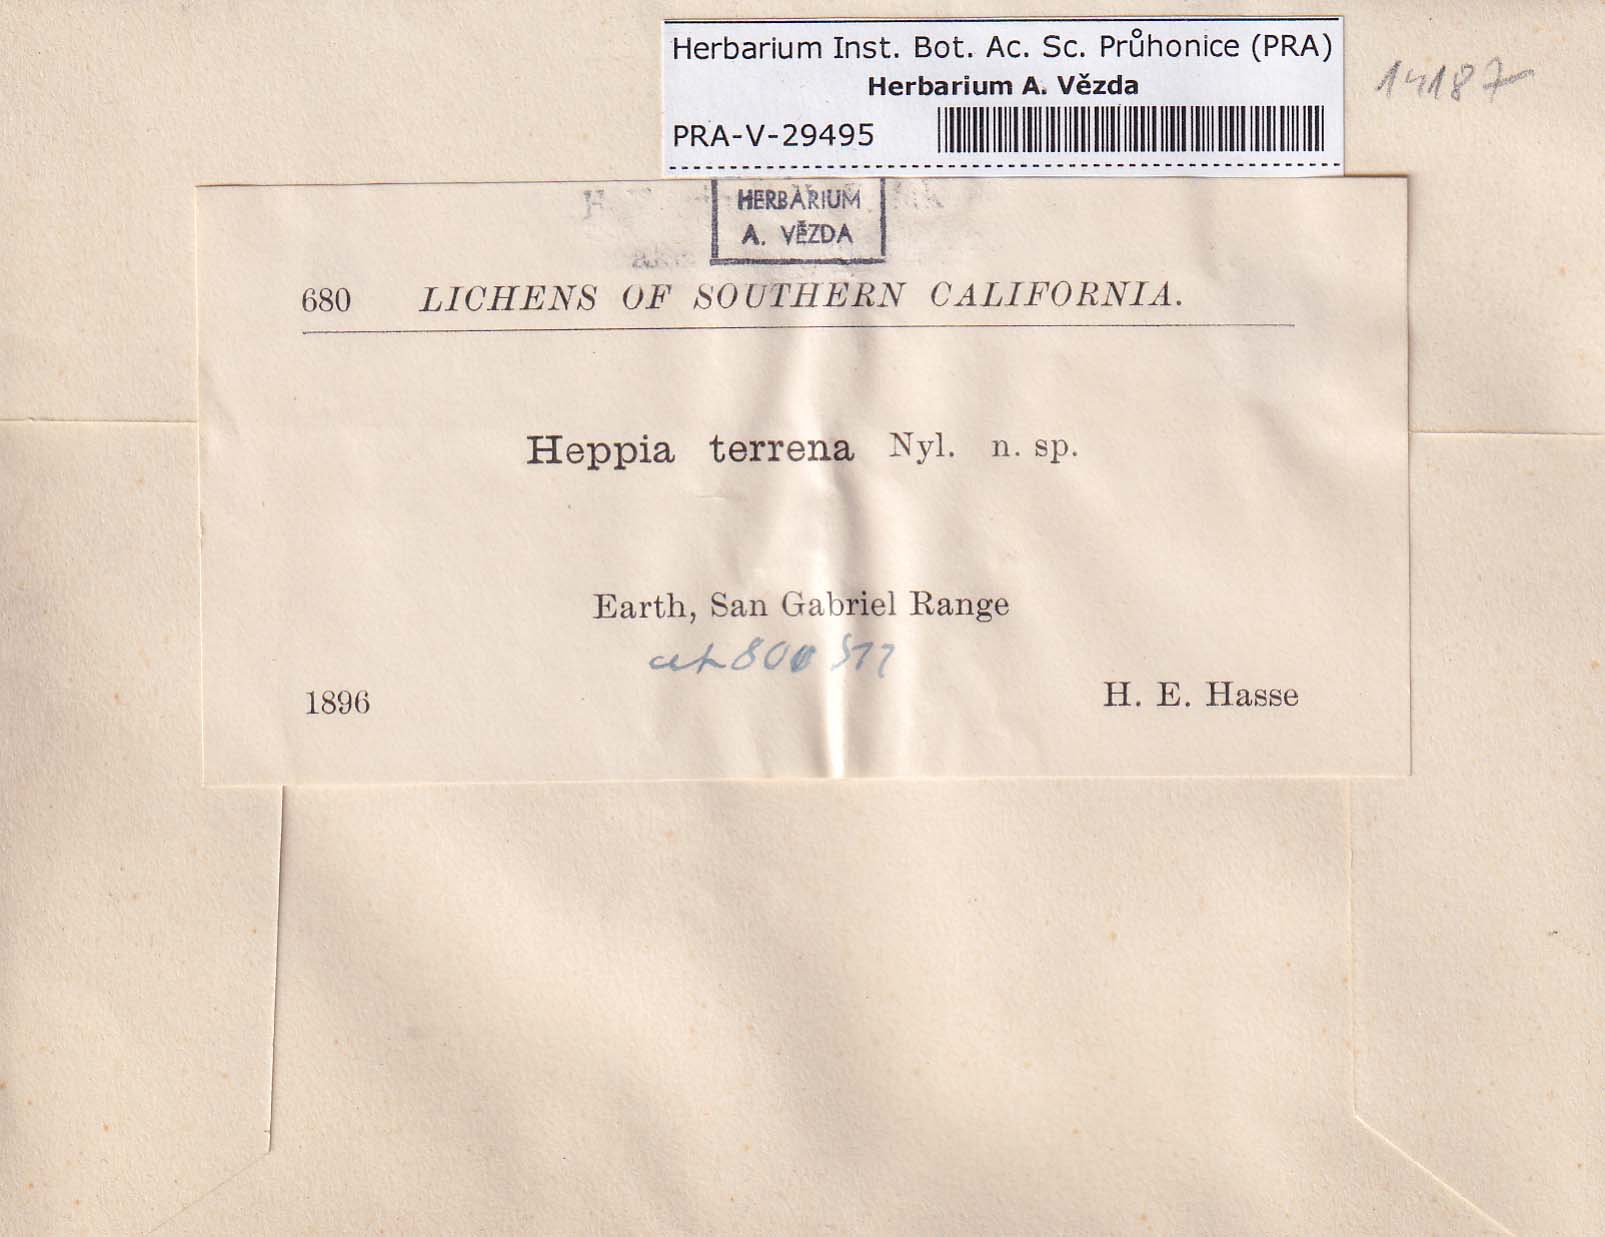 Herbarium Inst. Bot. Ac. Sc. Průhonice (PRA)
Herbarium A. Vězda
PRA-V-29495
14187
HERBARIUM
A. VĚZDA
680 LICHENS OF SOUTHERN CALIFORNIA.
Heppia terrena Nyl. n. sp.
Earth, San Gabriel Range
1896 H. E. Hasse